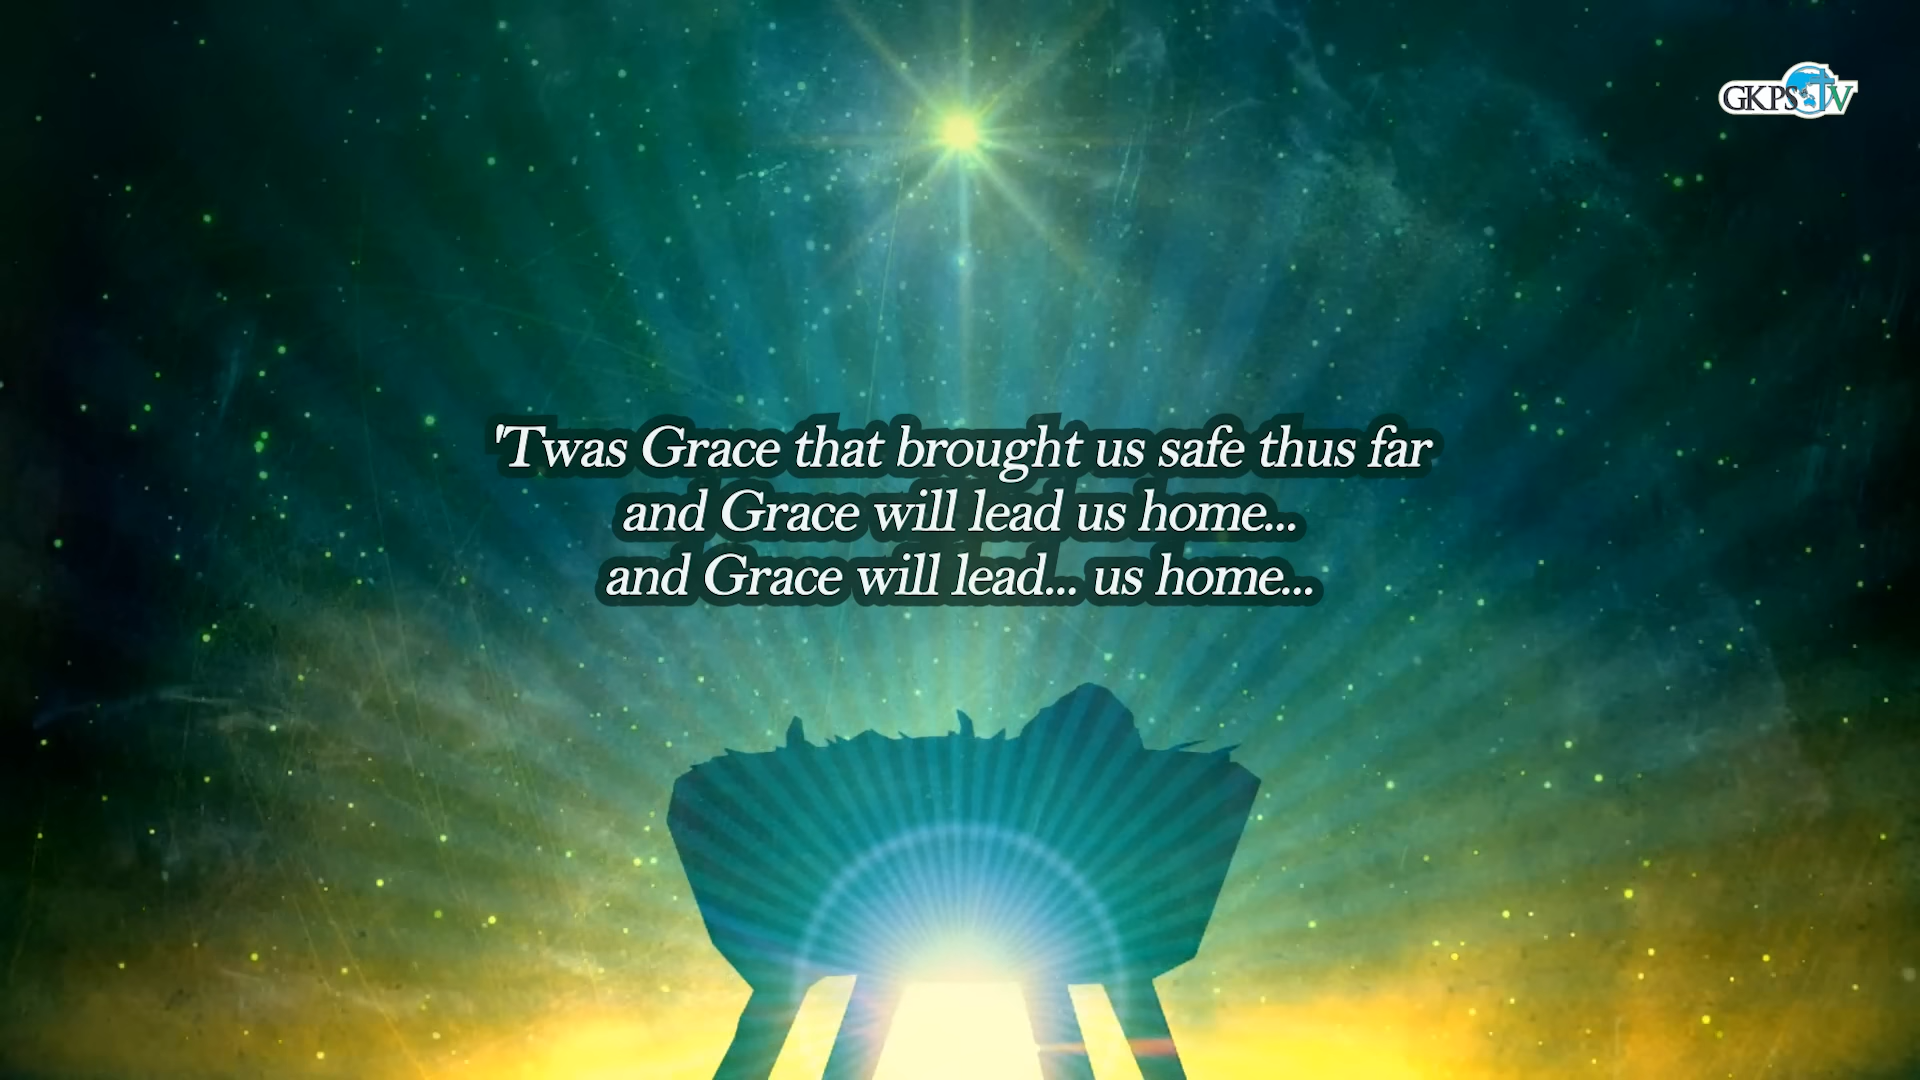 GKPS TV
'Twas Grace that brought us safe thus far
and Grace will lead us home...
and Grace will lead... us home...